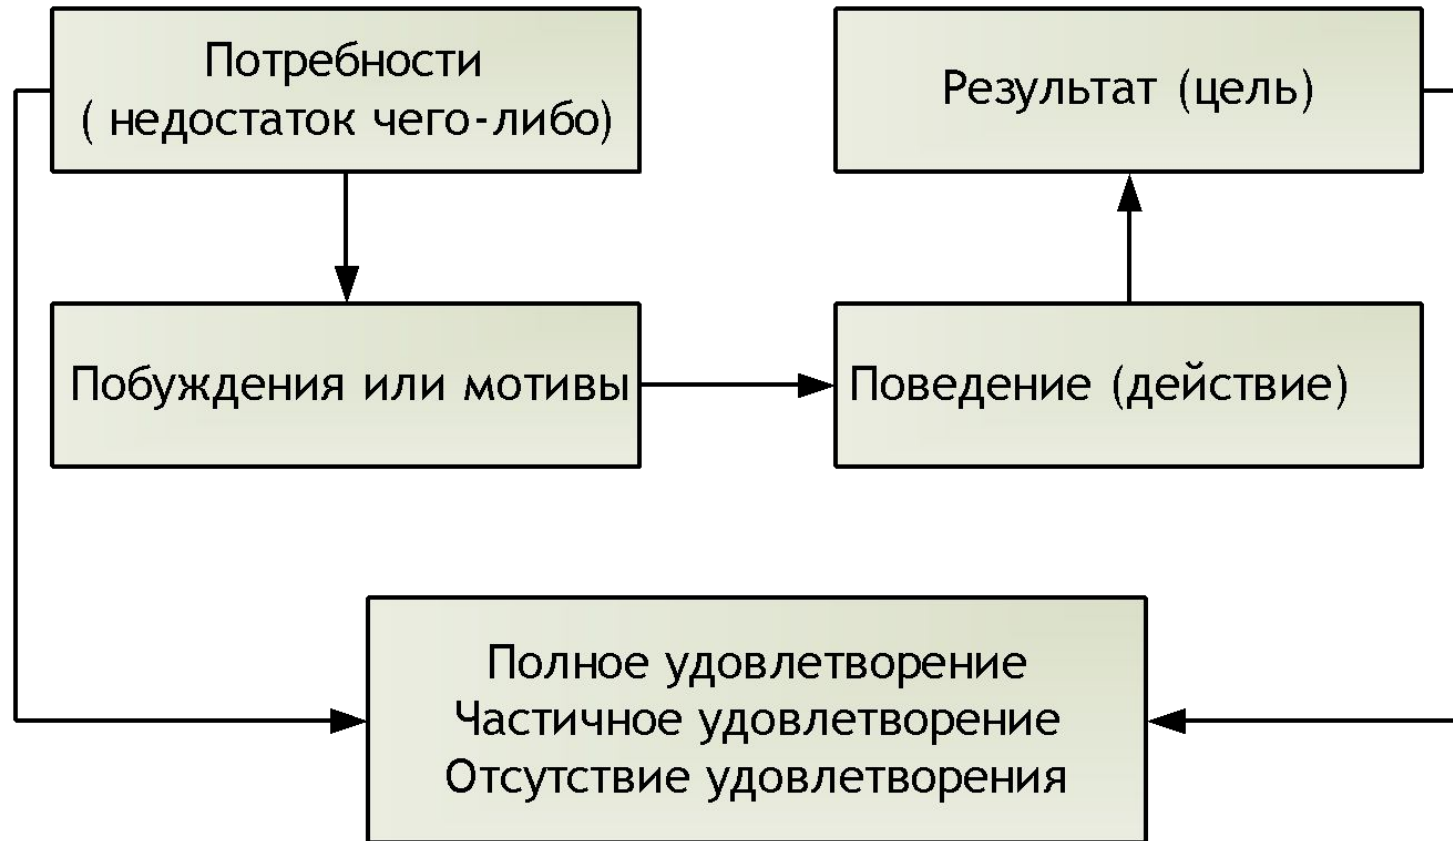 Потребности
( недостаток чего-либо)
Результат (цель)
Побуждения или мотивы
Поведение (действие)
Полное удовлетворение
Частичное удовлетворение
Отсутствие удовлетворения